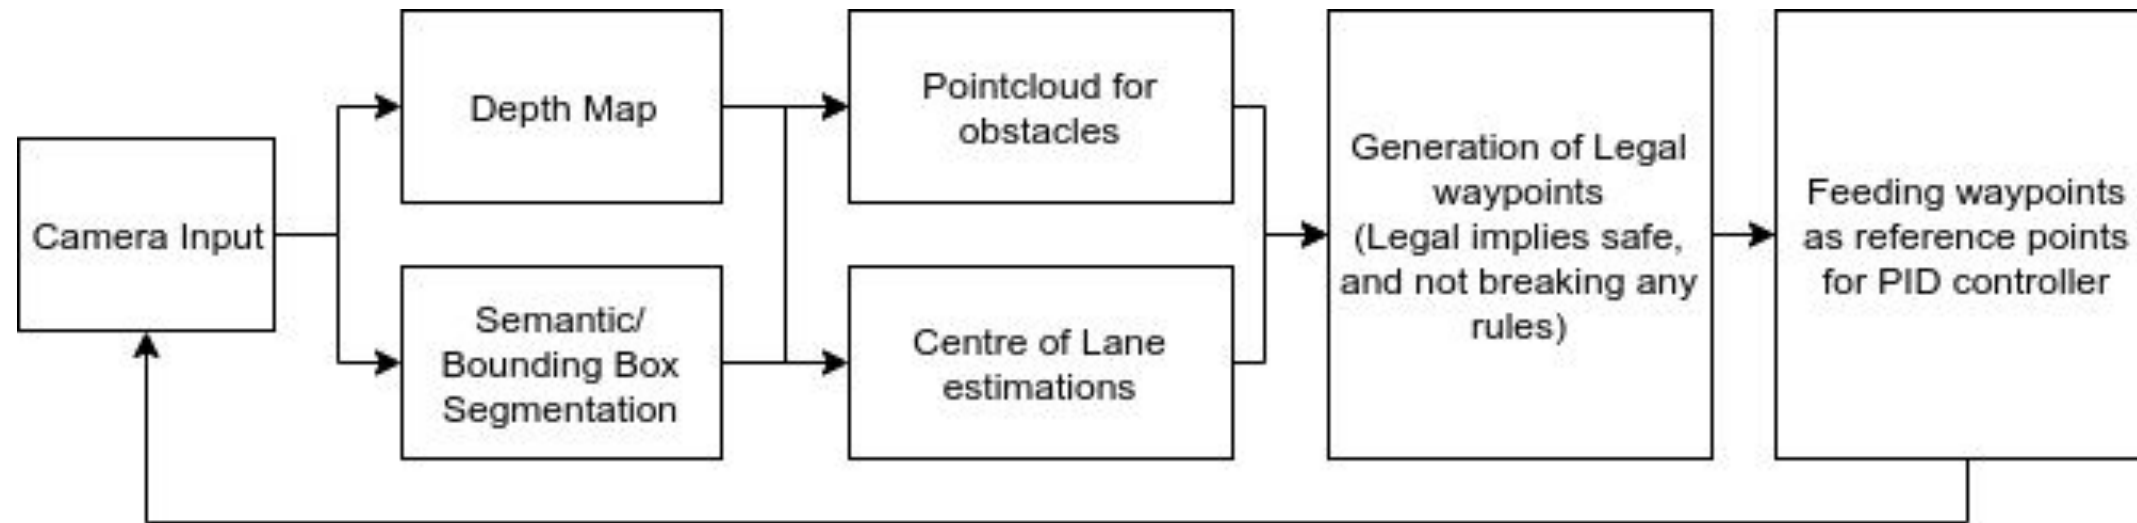 Camera Input
Depth Map
Semantic/
Bounding Box
Segmentation
Pointcloud for
obstacles
Centre of Lane
estimations
Generation of Legal
waypoints
(Legal implies safe,
and not breaking any
rules)
Feeding waypoints
as reference points
for PID controller